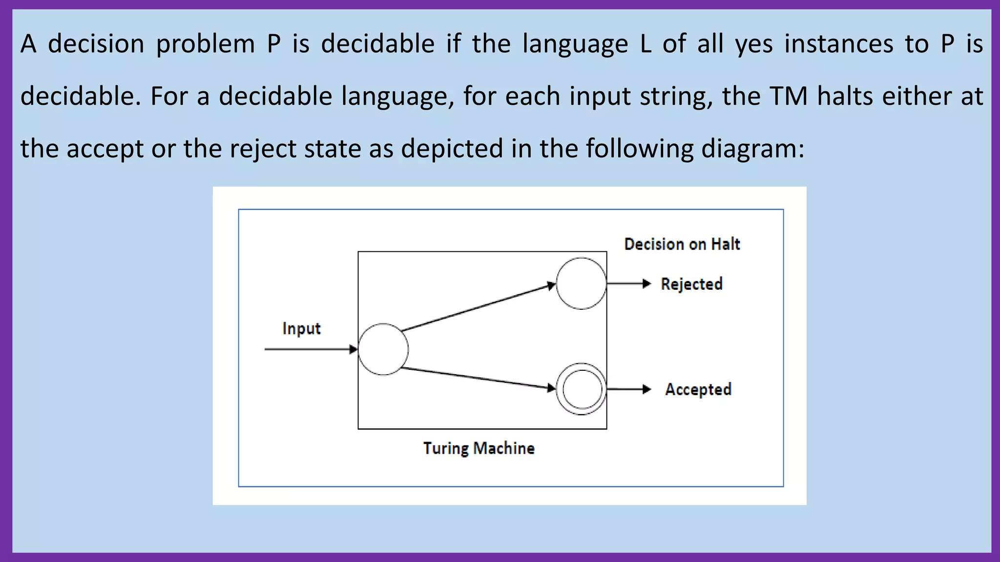 A decision problem P is decidable if the language L of all yes instances to P is
decidable. For a decidable language, for each input string, the TM halts either at
the accept or the reject state as depicted in the following diagram:
Decision on Halt
Rejected
Input
Accepted
Turing Machine